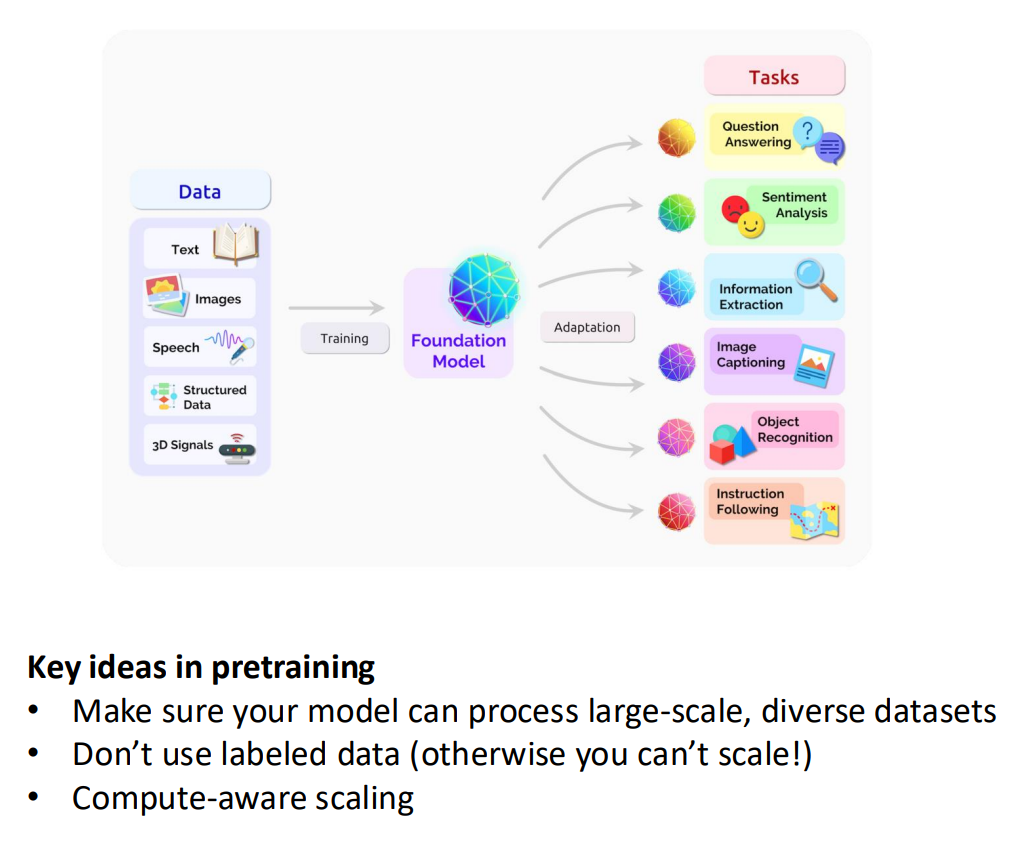 Data
Text
Images
Speech
Structured
Data
3D Signals
Training
Foundation
Model
Adaptation
Tasks
?
Question
Answering
Sentiment
Analysis
Information
Extraction
Image
Captioning
Object
Recognition
Instruction
Following
Key ideas in pretraining
• Make sure your model can process large-scale, diverse datasets
• Don’t use labeled data (otherwise you can’t scale!)
• Compute-aware scaling